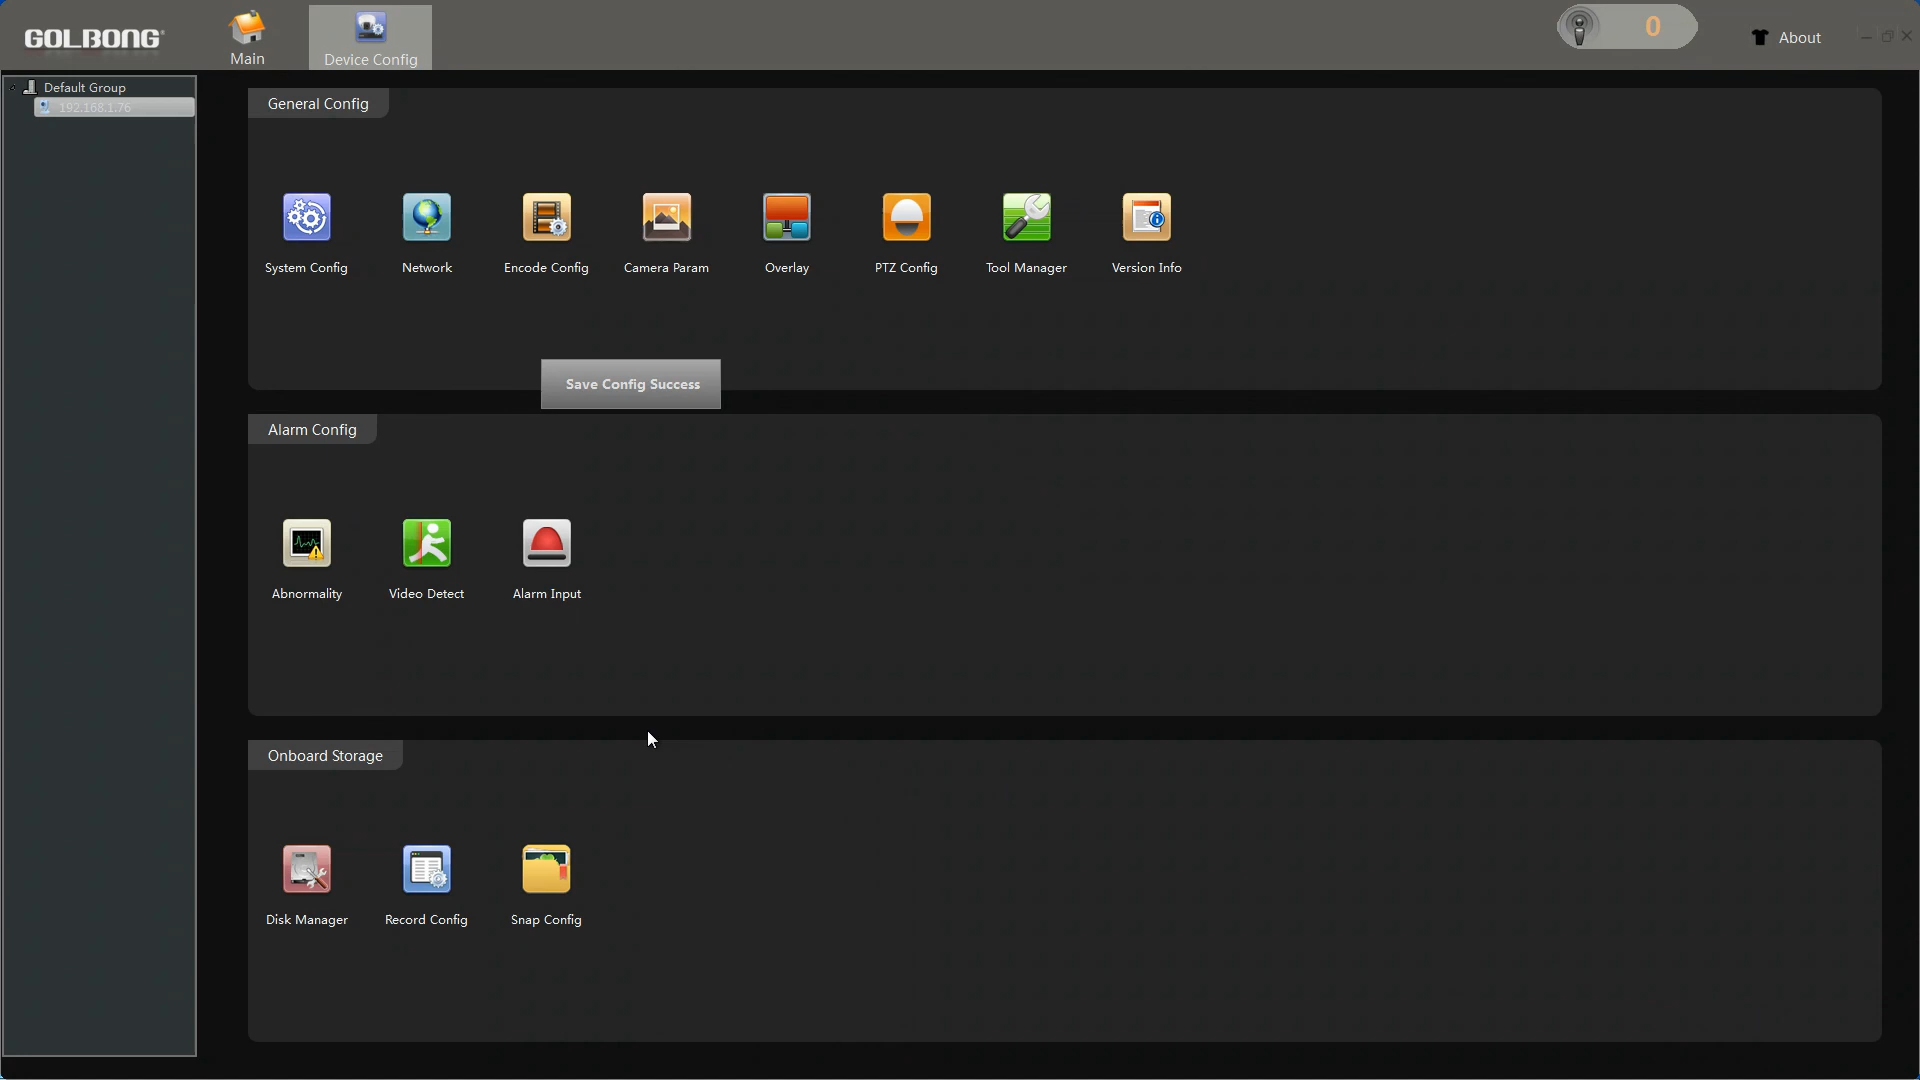 GOLBONG
Main
Device Config
0
About
Default Group
192.168.1.76
General Config
System Config
Network
Encode Config
Camera Param
Overlay
PTZ Config
Tool Manager
Version Info
Save Config Success
Alarm Config
Abnormality
Video Detect
Alarm Input
Onboard Storage
Disk Manager
Record Config
Snap Config